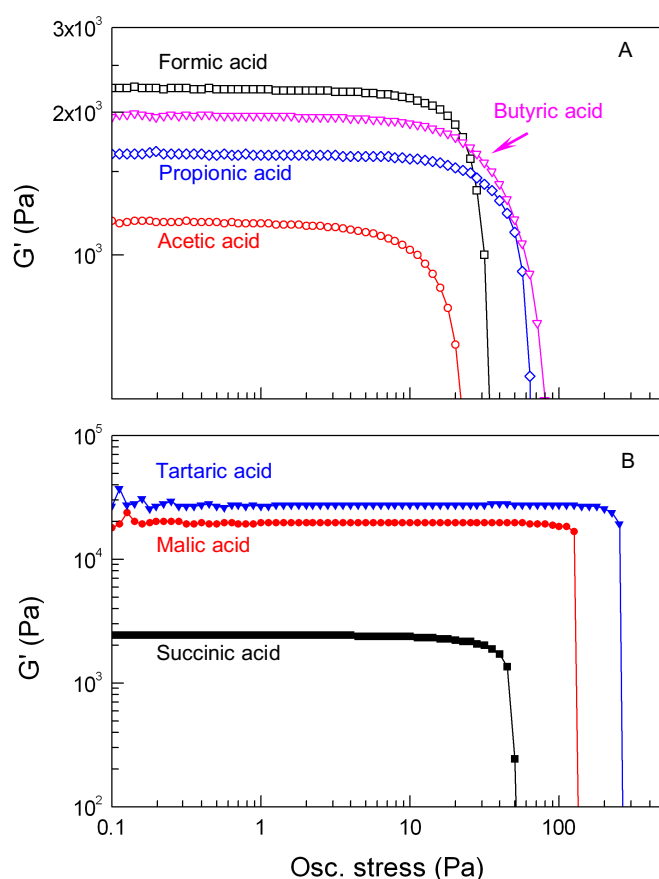 3x10³
Formic acid
A
2x10³
Butyric acid
Propionic acid
10³
Acetic acid
G' (Pa)
10⁵
Tartaric acid
B
10⁴
Malic acid
G' (Pa)
Succinic acid
10³
10²
0.1 1 10 100
Osc. stress (Pa)